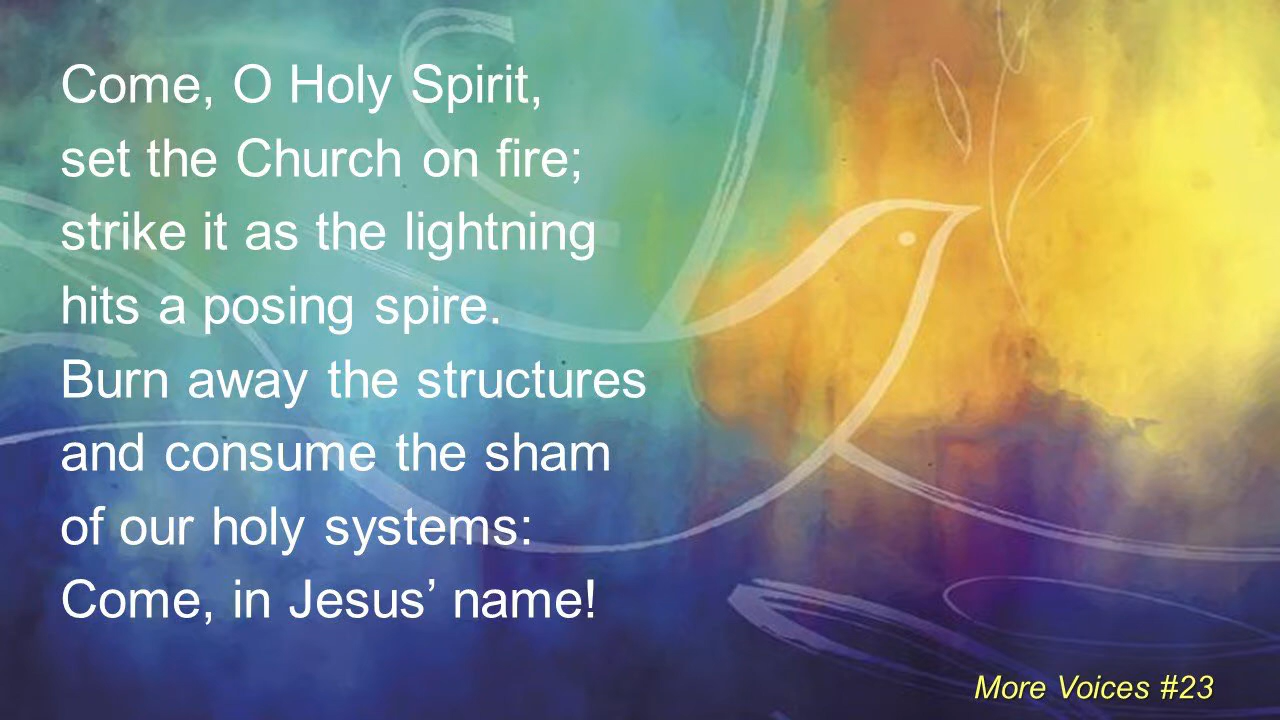 Come, O Holy Spirit,
set the Church on fire;
strike it as the lightning
hits a posing spire.
Burn away the structures
and consume the sham
of our holy systems:
Come, in Jesus’ name!
More Voices #23